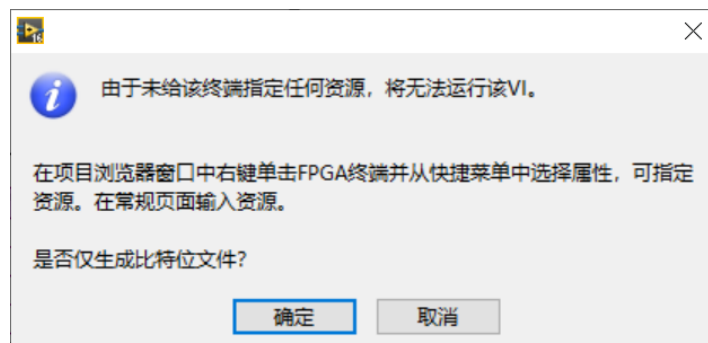 由于未给该终端指定任何资源，将无法运行该VI。
在项目浏览器窗口中右键单击FPGA终端并从快捷菜单中选择属性，可指定
资源。在常规页面输入资源。
是否仅生成比特位文件?
确定
取消